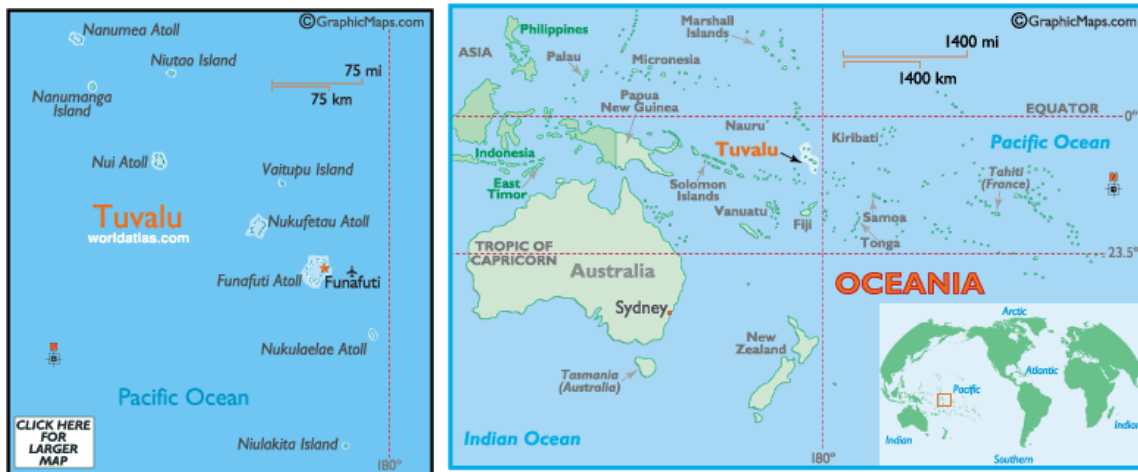 ©GraphicMaps.com
Nanumea Atoll
Niutao Island
75 mi
75 km
Nanumanga
Island
Nui Atoll
Vaitupu Island
Tuvalu
worldatlas.com
Nukufetau Atoll
Funafuti Atoll
Funafuti
N
Nukulaelae Atoll
Pacific Ocean
CLICK HERE
FOR
LARGER
MAP
Niulakita Island
180°
©GraphicMaps.com
Philippines
Marshall
Islands
1400 mi
1400 km
ASIA
Palau
Micronesia
Papua
New Guinea
EQUATOR
0°
Nauru
Kiribati
Pacific Ocean
Indonesia
Tuvalu
East
Timor
Solomon
Islands
Tahiti
(France)
N
Vanuatu
Fiji
Samoa
Tonga
TROPIC OF
CAPRICORN
23.5°
Australia
OCEANIA
Sydney
New
Zealand
Tasmania
(Australia)
Indian Ocean
180°
Arctic
Atlantic
Pacific
Indian
Indian
Southern